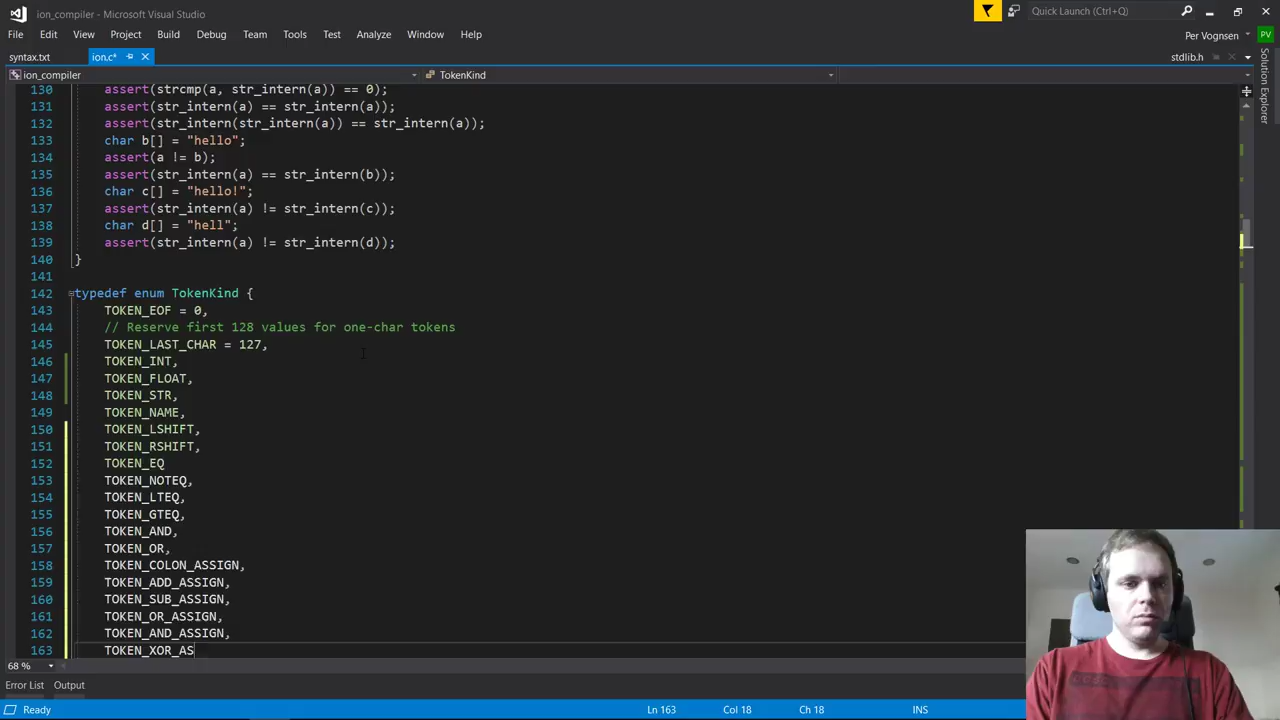 ion_compiler - Microsoft Visual Studio
Quick Launch (Ctrl+Q)
File Edit View Project Build Debug Team Tools Test Analyze Window Help
Per Vognsen PV
syntax.txt ion.c* stdlib.h
ion_compiler TokenKind
Solution Explorer
130 assert(strcmp(a, str_intern(a)) == 0);
131 assert(str_intern(a) == str_intern(a));
132 assert(str_intern(str_intern(a)) == str_intern(a));
133 char b[] = "hello";
134 assert(a != b);
135 assert(str_intern(a) == str_intern(b));
136 char c[] = "hello!";
137 assert(str_intern(a) != str_intern(c));
138 char d[] = "hell";
139 assert(str_intern(a) != str_intern(d));
140 }
141
142 typedef enum TokenKind {
143 TOKEN_EOF = 0,
144 // Reserve first 128 values for one-char tokens
145 TOKEN_LAST_CHAR = 127,
146 TOKEN_INT,
147 TOKEN_FLOAT,
148 TOKEN_STR,
149 TOKEN_NAME,
150 TOKEN_LSHIFT,
151 TOKEN_RSHIFT,
152 TOKEN_EQ
153 TOKEN_NOTEQ,
154 TOKEN_LTEQ,
155 TOKEN_GTEQ,
156 TOKEN_AND,
157 TOKEN_OR,
158 TOKEN_COLON_ASSIGN,
159 TOKEN_ADD_ASSIGN,
160 TOKEN_SUB_ASSIGN,
161 TOKEN_OR_ASSIGN,
162 TOKEN_AND_ASSIGN,
163 TOKEN_XOR_AS
68 %
Error List Output
Ready Ln 163 Col 18 Ch 18 INS